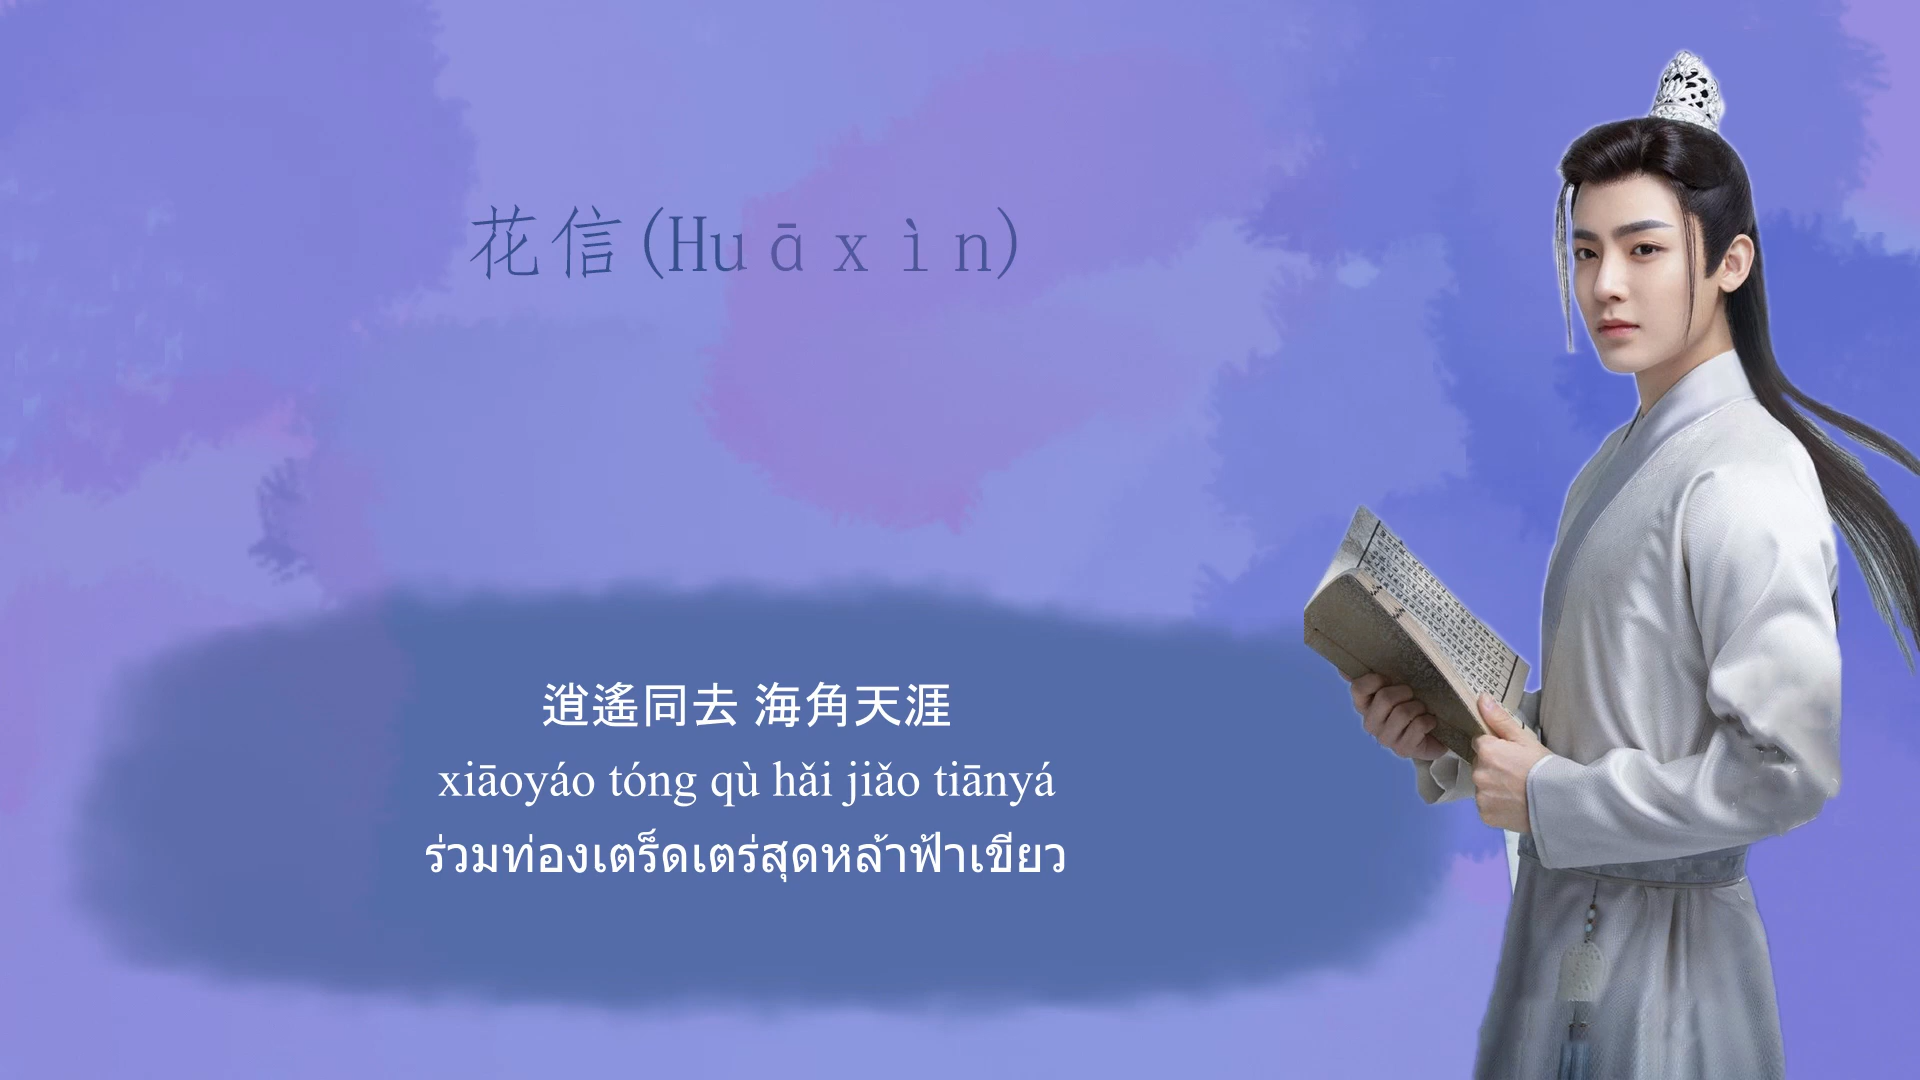 花信(Huāxìn)
逍遙同去 海角天涯
xiāoyáo tóng qù hǎi jiǎo tiānyá
ร่วมท่องเตร็ดเตร่สุดหล้าฟ้าเขียว